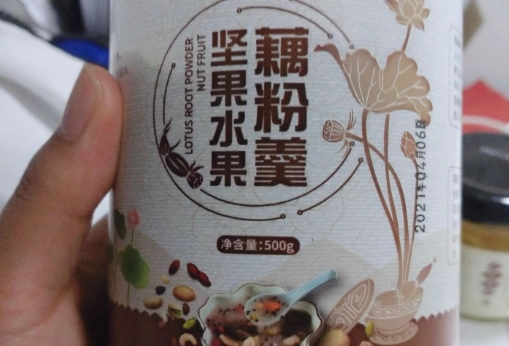 藕粉羹
坚果水果
LOTUS ROOT POWDER
NUT FRUIT
净含量:500g
2021年04月06日